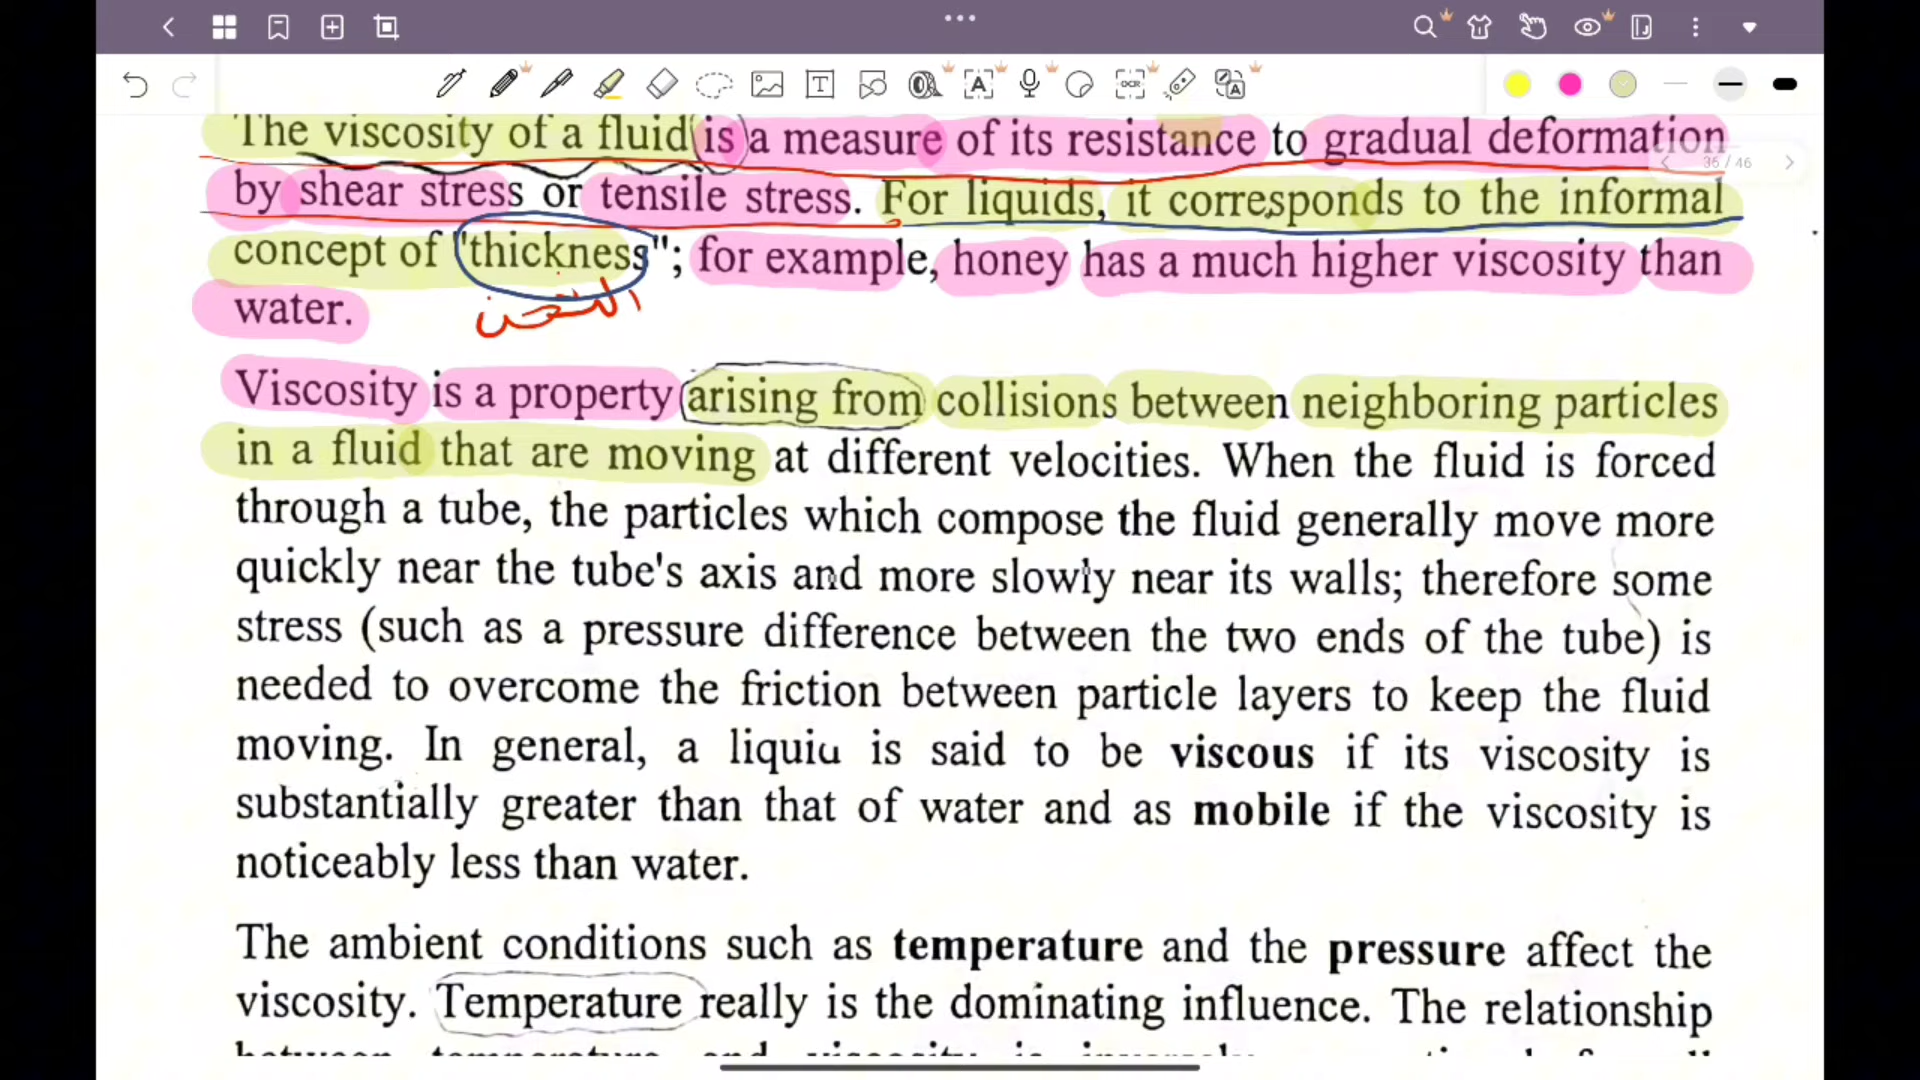 36 / 46
The viscosity of a fluid is a measure of its resistance to gradual deformation
by shear stress or tensile stress. For liquids, it corresponds to the informal
concept of "thickness"; for example, honey has a much higher viscosity than
water.
Viscosity is a property arising from collisions between neighboring particles
in a fluid that are moving at different velocities. When the fluid is forced
through a tube, the particles which compose the fluid generally move more
quickly near the tube's axis and more slowly near its walls; therefore some
stress (such as a pressure difference between the two ends of the tube) is
needed to overcome the friction between particle layers to keep the fluid
moving. In general, a liquid is said to be viscous if its viscosity is
substantially greater than that of water and as mobile if the viscosity is
noticeably less than water.
The ambient conditions such as temperature and the pressure affect the
viscosity. Temperature really is the dominating influence. The relationship
between temperature and viscosity is inversely